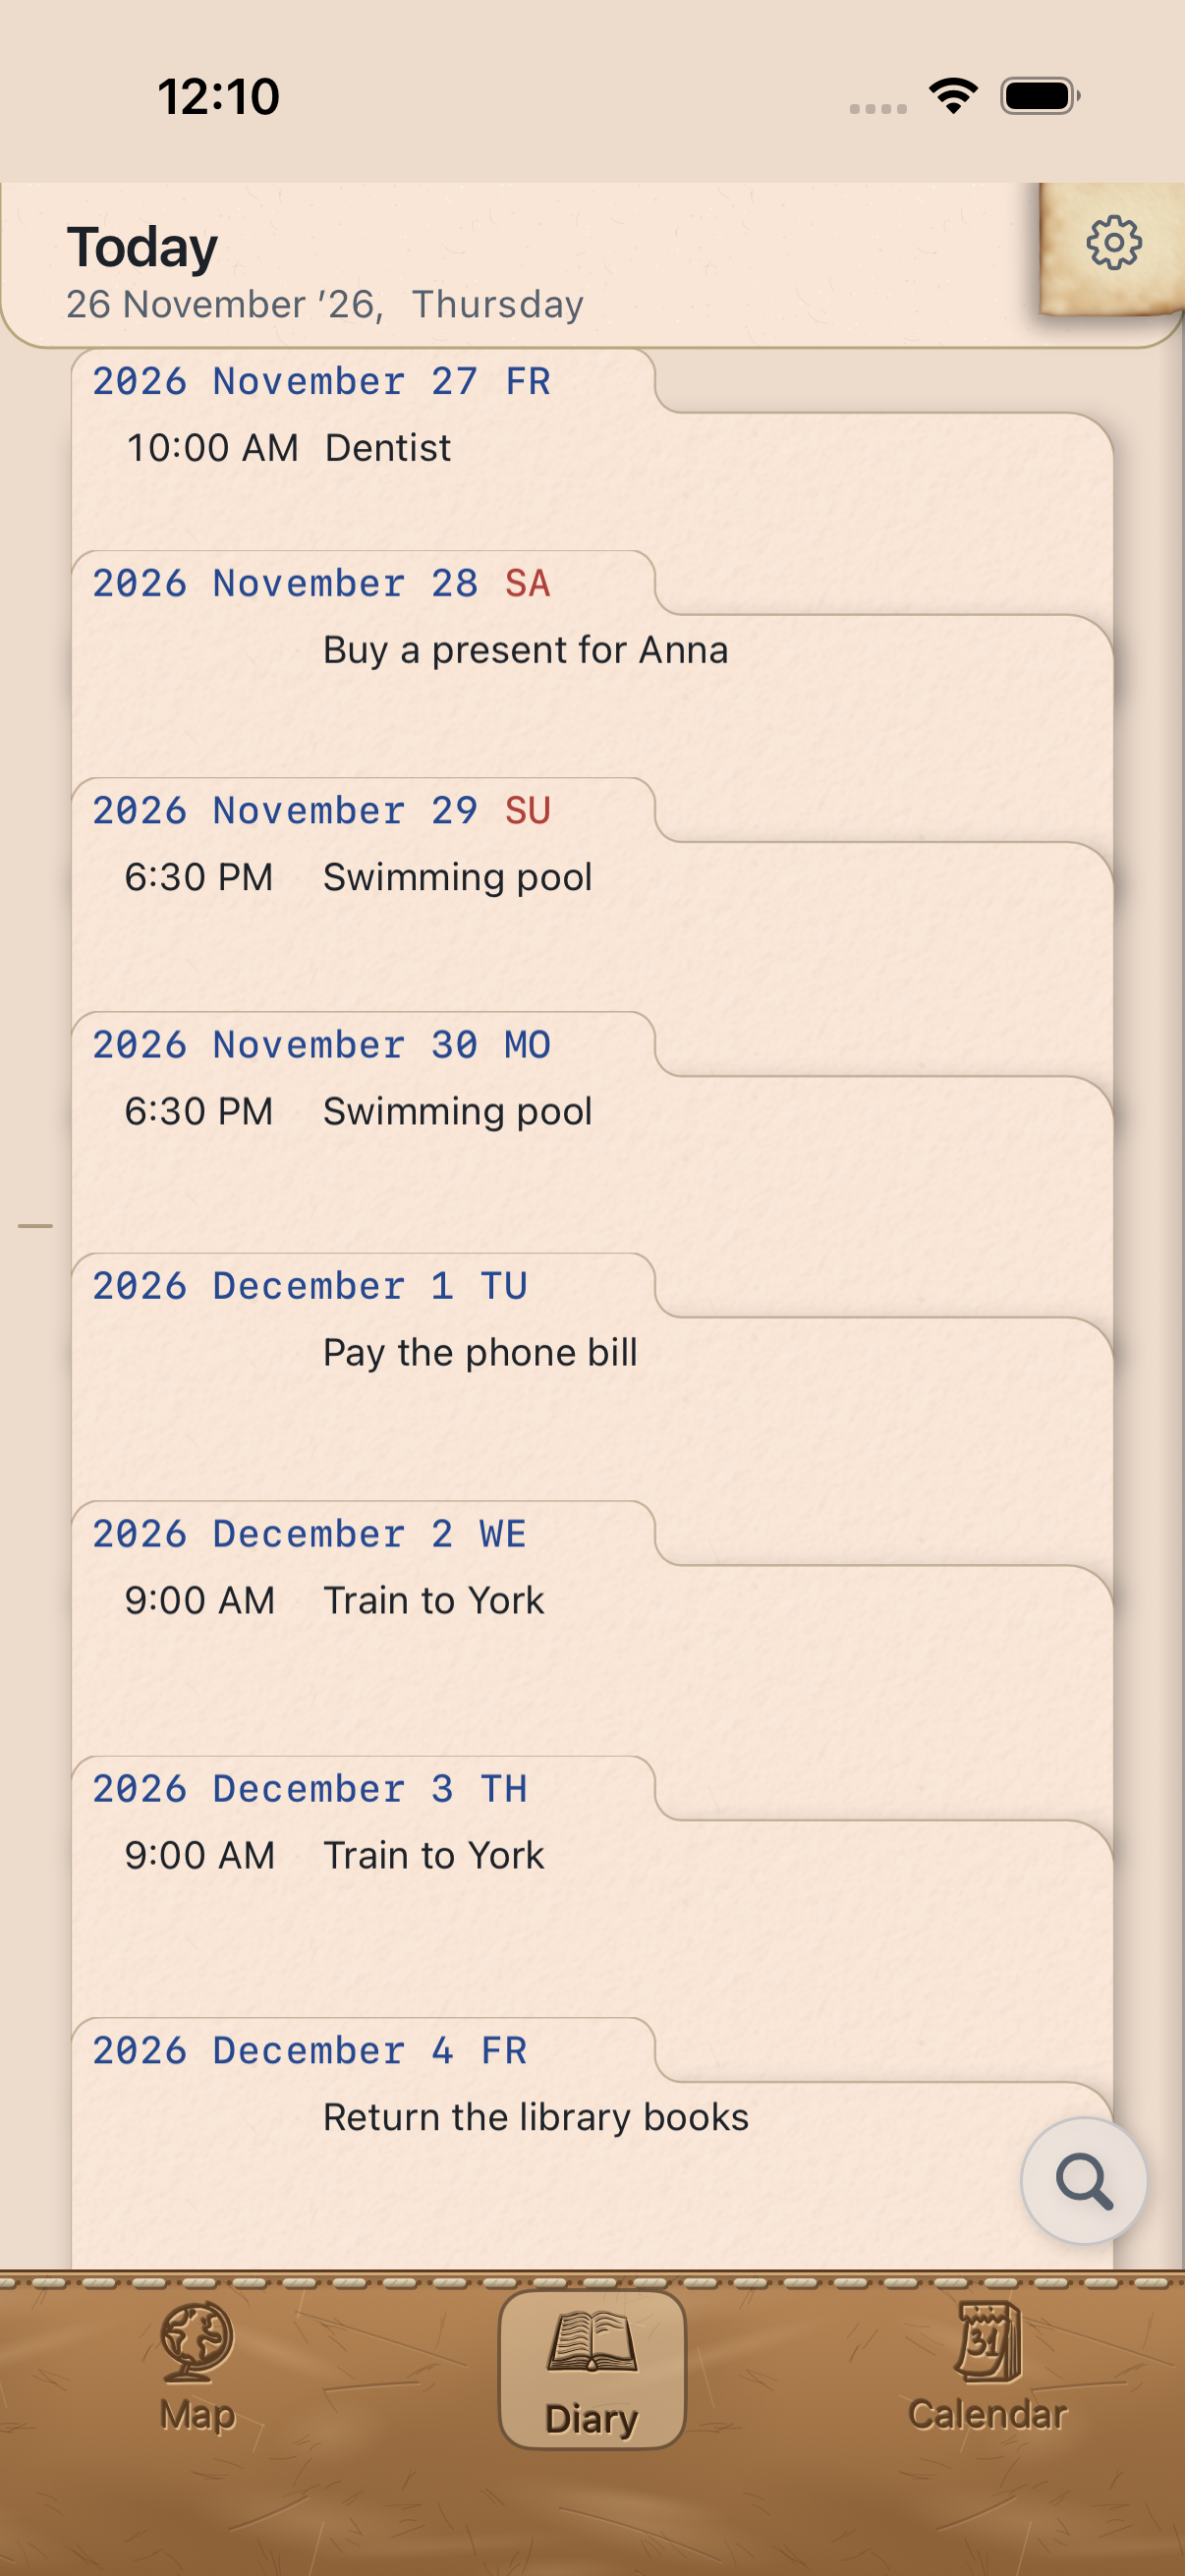 12:10
Today
26 November ’26, Thursday
2026 November 27 FR
10:00 AM Dentist
2026 November 28 SA
Buy a present for Anna
2026 November 29 SU
6:30 PM Swimming pool
2026 November 30 MO
6:30 PM Swimming pool
2026 December 1 TU
Pay the phone bill
2026 December 2 WE
9:00 AM Train to York
2026 December 3 TH
9:00 AM Train to York
2026 December 4 FR
Return the library books
31
Map Diary Calendar